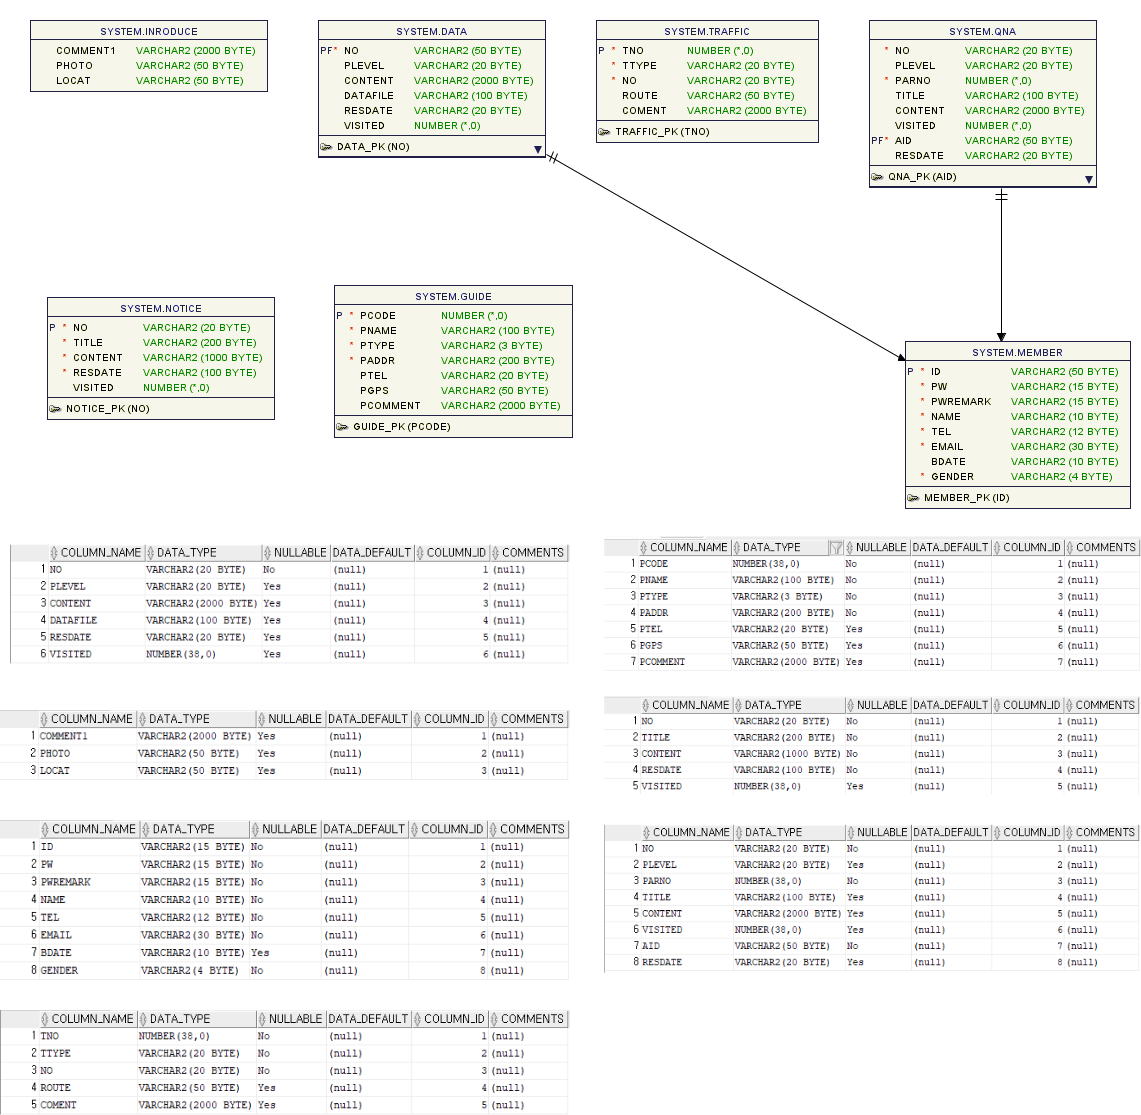 SYSTEM.INRODUCE
COMMENT1 VARCHAR2 (2000 BYTE)
PHOTO VARCHAR2 (50 BYTE)
LOCAT VARCHAR2 (50 BYTE)
SYSTEM.DATA
PF* NO VARCHAR2 (50 BYTE)
PLEVEL VARCHAR2 (20 BYTE)
CONTENT VARCHAR2 (2000 BYTE)
DATAFILE VARCHAR2 (100 BYTE)
RESDATE VARCHAR2 (20 BYTE)
VISITED NUMBER (*,0)
DATA_PK (NO)
SYSTEM.TRAFFIC
P * TNO NUMBER (*,0)
* TTYPE VARCHAR2 (20 BYTE)
* NO VARCHAR2 (20 BYTE)
ROUTE VARCHAR2 (50 BYTE)
COMENT VARCHAR2 (2000 BYTE)
TRAFFIC_PK (TNO)
SYSTEM.QNA
* NO VARCHAR2 (20 BYTE)
PLEVEL VARCHAR2 (20 BYTE)
* PARNO NUMBER (*,0)
TITLE VARCHAR2 (100 BYTE)
CONTENT VARCHAR2 (2000 BYTE)
VISITED NUMBER (*,0)
PF* AID VARCHAR2 (50 BYTE)
RESDATE VARCHAR2 (20 BYTE)
QNA_PK (AID)
SYSTEM.NOTICE
P * NO VARCHAR2 (20 BYTE)
* TITLE VARCHAR2 (200 BYTE)
* CONTENT VARCHAR2 (1000 BYTE)
* RESDATE VARCHAR2 (100 BYTE)
VISITED NUMBER (*,0)
NOTICE_PK (NO)
SYSTEM.GUIDE
P * PCODE NUMBER (*,0)
* PNAME VARCHAR2 (100 BYTE)
* PTYPE VARCHAR2 (3 BYTE)
* PADDR VARCHAR2 (200 BYTE)
PTEL VARCHAR2 (20 BYTE)
PGPS VARCHAR2 (50 BYTE)
PCOMMENT VARCHAR2 (2000 BYTE)
GUIDE_PK (PCODE)
SYSTEM.MEMBER
P * ID VARCHAR2 (50 BYTE)
* PW VARCHAR2 (15 BYTE)
* PWREMARK VARCHAR2 (15 BYTE)
* NAME VARCHAR2 (10 BYTE)
* TEL VARCHAR2 (12 BYTE)
* EMAIL VARCHAR2 (30 BYTE)
BDATE VARCHAR2 (10 BYTE)
* GENDER VARCHAR2 (4 BYTE)
MEMBER_PK (ID)
COLUMN_NAME DATA_TYPE NULLABLE DATA_DEFAULT COLUMN_ID COMMENTS
1 NO VARCHAR2(20 BYTE) No (null) 1 (null)
2 PLEVEL VARCHAR2(20 BYTE) Yes (null) 2 (null)
3 CONTENT VARCHAR2(2000 BYTE) Yes (null) 3 (null)
4 DATAFILE VARCHAR2(100 BYTE) Yes (null) 4 (null)
5 RESDATE VARCHAR2(20 BYTE) Yes (null) 5 (null)
6 VISITED NUMBER(38,0) Yes (null) 6 (null)
COLUMN_NAME DATA_TYPE NULLABLE DATA_DEFAULT COLUMN_ID COMMENTS
1 COMMENT1 VARCHAR2(2000 BYTE) Yes (null) 1 (null)
2 PHOTO VARCHAR2(50 BYTE) Yes (null) 2 (null)
3 LOCAT VARCHAR2(50 BYTE) Yes (null) 3 (null)
COLUMN_NAME DATA_TYPE NULLABLE DATA_DEFAULT COLUMN_ID COMMENTS
1 ID VARCHAR2(15 BYTE) No (null) 1 (null)
2 PW VARCHAR2(15 BYTE) No (null) 2 (null)
3 PWREMARK VARCHAR2(15 BYTE) No (null) 3 (null)
4 NAME VARCHAR2(10 BYTE) No (null) 4 (null)
5 TEL VARCHAR2(12 BYTE) No (null) 5 (null)
6 EMAIL VARCHAR2(30 BYTE) No (null) 6 (null)
7 BDATE VARCHAR2(10 BYTE) Yes (null) 7 (null)
8 GENDER VARCHAR2(4 BYTE) No (null) 8 (null)
COLUMN_NAME DATA_TYPE NULLABLE DATA_DEFAULT COLUMN_ID COMMENTS
1 TNO NUMBER(38,0) No (null) 1 (null)
2 TTYPE VARCHAR2(20 BYTE) No (null) 2 (null)
3 NO VARCHAR2(20 BYTE) No (null) 3 (null)
4 ROUTE VARCHAR2(50 BYTE) Yes (null) 4 (null)
5 COMENT VARCHAR2(2000 BYTE) Yes (null) 5 (null)
COLUMN_NAME DATA_TYPE NULLABLE DATA_DEFAULT COLUMN_ID COMMENTS
1 PCODE NUMBER(38,0) No (null) 1 (null)
2 PNAME VARCHAR2(100 BYTE) No (null) 2 (null)
3 PTYPE VARCHAR2(3 BYTE) No (null) 3 (null)
4 PADDR VARCHAR2(200 BYTE) No (null) 4 (null)
5 PTEL VARCHAR2(20 BYTE) Yes (null) 5 (null)
6 PGPS VARCHAR2(50 BYTE) Yes (null) 6 (null)
7 PCOMMENT VARCHAR2(2000 BYTE) Yes (null) 7 (null)
COLUMN_NAME DATA_TYPE NULLABLE DATA_DEFAULT COLUMN_ID COMMENTS
1 NO VARCHAR2(20 BYTE) No (null) 1 (null)
2 TITLE VARCHAR2(200 BYTE) No (null) 2 (null)
3 CONTENT VARCHAR2(1000 BYTE) No (null) 3 (null)
4 RESDATE VARCHAR2(100 BYTE) No (null) 4 (null)
5 VISITED NUMBER(38,0) Yes (null) 5 (null)
COLUMN_NAME DATA_TYPE NULLABLE DATA_DEFAULT COLUMN_ID COMMENTS
1 NO VARCHAR2(20 BYTE) No (null) 1 (null)
2 PLEVEL VARCHAR2(20 BYTE) Yes (null) 2 (null)
3 PARNO NUMBER(38,0) No (null) 3 (null)
4 TITLE VARCHAR2(100 BYTE) Yes (null) 4 (null)
5 CONTENT VARCHAR2(2000 BYTE) Yes (null) 5 (null)
6 VISITED NUMBER(38,0) Yes (null) 6 (null)
7 AID VARCHAR2(50 BYTE) No (null) 7 (null)
8 RESDATE VARCHAR2(20 BYTE) Yes (null) 8 (null)